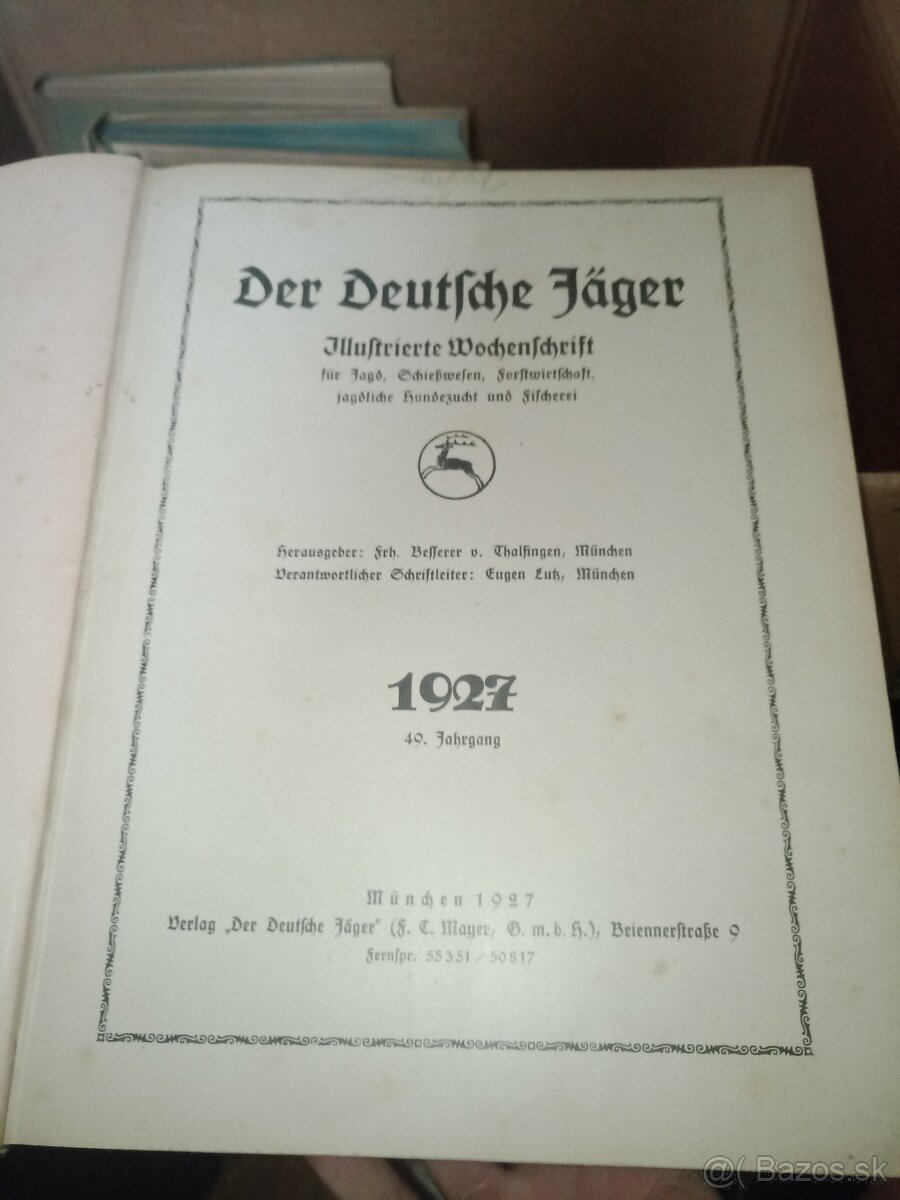 Der Deutſche Jäger
Illuſtrierte Wochenſchrift
für Jagd, Schießweſen, Forſtwirtſchaft,
jagdliche Hundezucht und Fiſcherei
Herausgeber: Frh. Beſſerer v. Thalfingen, München
Verantwortlicher Schriftleiter: Eugen Lutz, München
1927
49. Jahrgang
München 1927
Verlag „Der Deutſche Jäger" (F. C. Mayer, G. m. b. H.), Briennerſtraße 9
Fernſpr. 55351/50817
@( Bazos.sk